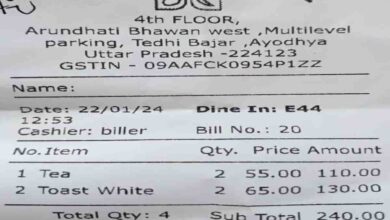 4th FLOOR,
Arundhati Bhawan west ,Multilevel
parking, Tedhi Bajar ,Ayodhya
Uttar Pradesh -224123
GSTIN - 09AAFCK0954P1ZZ
Name:
Date: 22/01/24 Dine In: E44
12:53
Cashier: biller Bill No.: 20
No.Item Qty. Price Amount
1 Tea 2 55.00 110.00
2 Toast White 2 65.00 130.00
Total Qty: 4 Sub Total 240.00